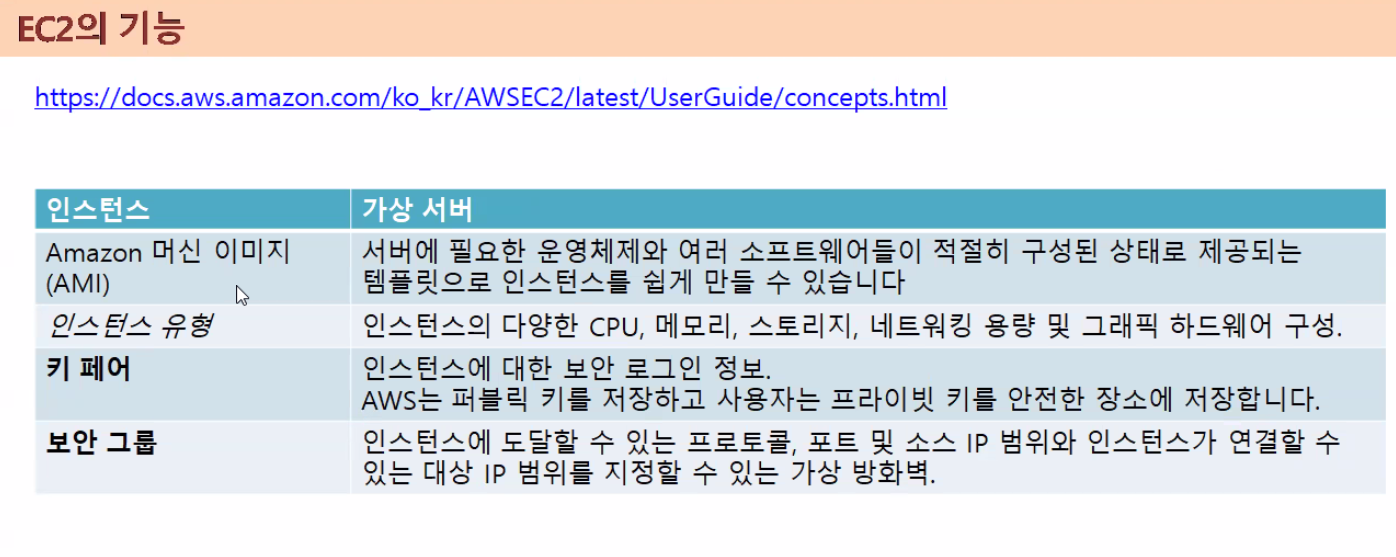 EC2의 기능
https://docs.aws.amazon.com/ko_kr/AWSEC2/latest/UserGuide/concepts.html
인스턴스 가상 서버
Amazon 머신 이미지
(AMI)
서버에 필요한 운영체제와 여러 소프트웨어들이 적절히 구성된 상태로 제공되는
템플릿으로 인스턴스를 쉽게 만들 수 있습니다
인스턴스 유형 인스턴스의 다양한 CPU, 메모리, 스토리지, 네트워킹 용량 및 그래픽 하드웨어 구성.
키 페어
인스턴스에 대한 보안 로그인 정보.
AWS는 퍼블릭 키를 저장하고 사용자는 프라이빗 키를 안전한 장소에 저장합니다.
보안 그룹
인스턴스에 도달할 수 있는 프로토콜, 포트 및 소스 IP 범위와 인스턴스가 연결할 수
있는 대상 IP 범위를 지정할 수 있는 가상 방화벽.